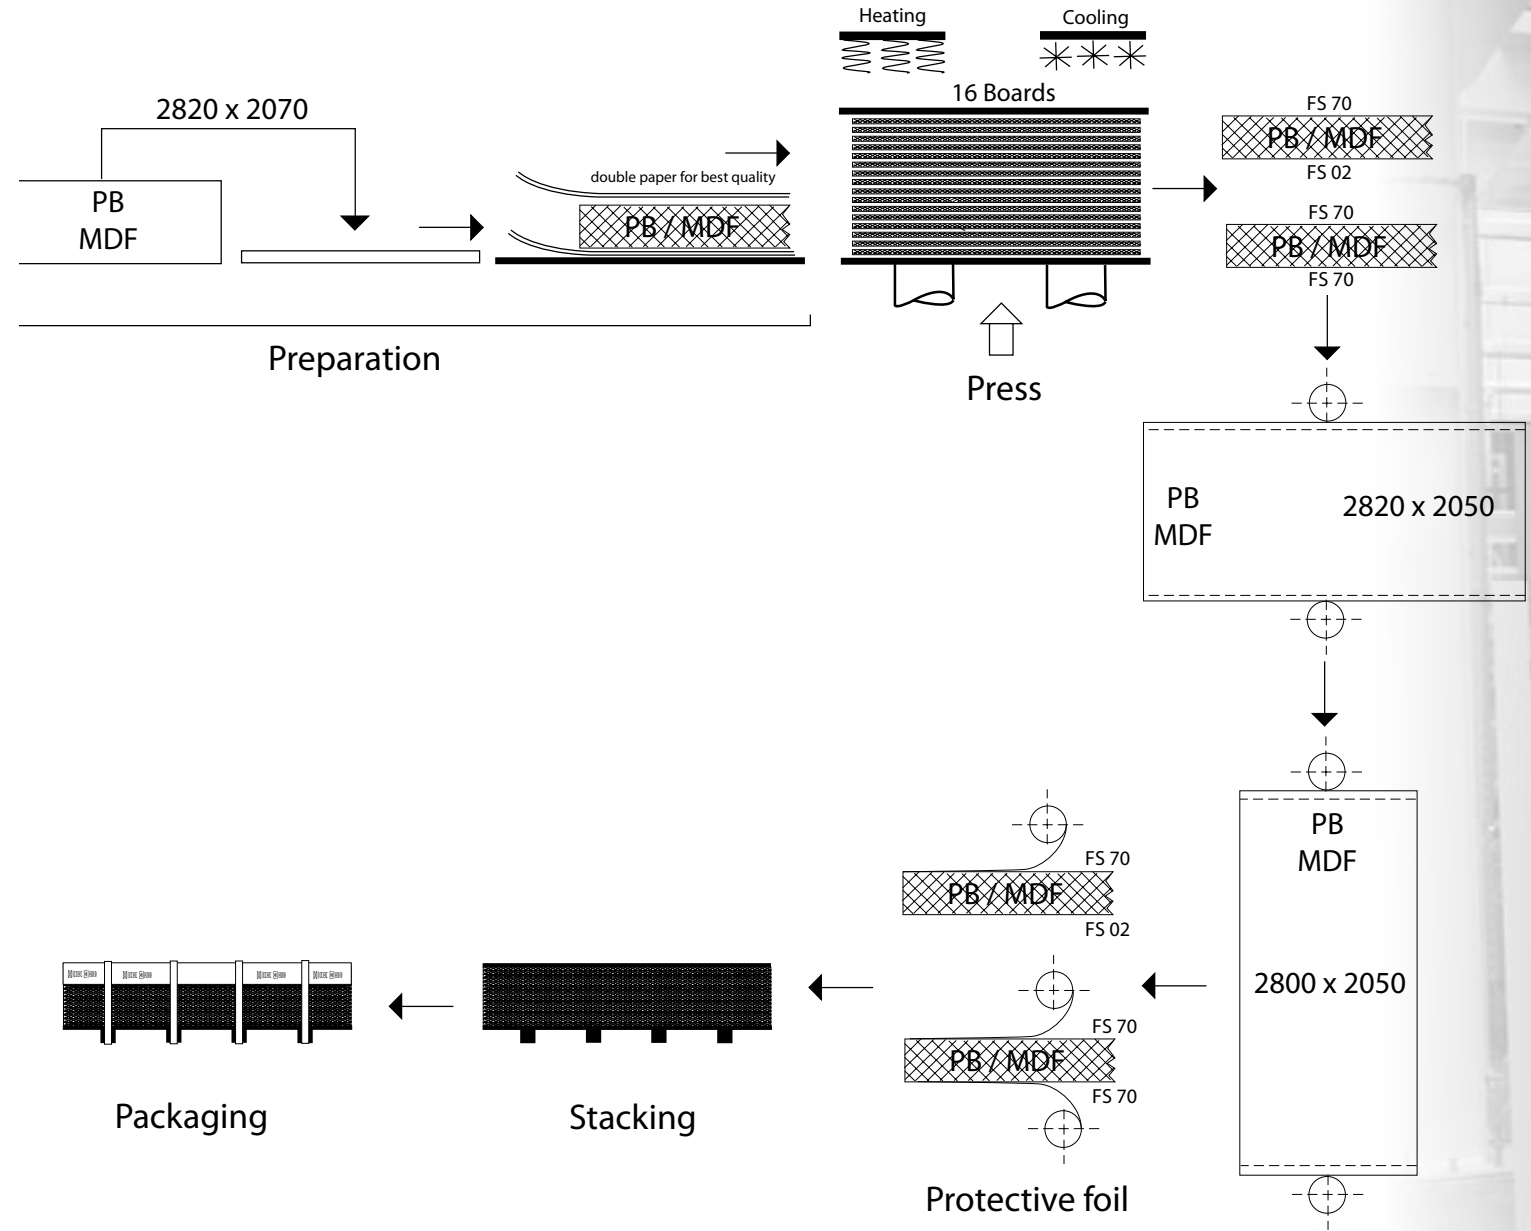 Heating
Cooling
16 Boards
2820 x 2070
PB
MDF
double paper for best quality
PB / MDF
Preparation
Press
FS 70
PB / MDF
FS 02
FS 70
PB / MDF
FS 70
PB
MDF
2820 x 2050
PB
MDF
2800 x 2050
FS 70
PB / MDF
FS 02
FS 70
PB / MDF
FS 70
Protective foil
Stacking
Packaging